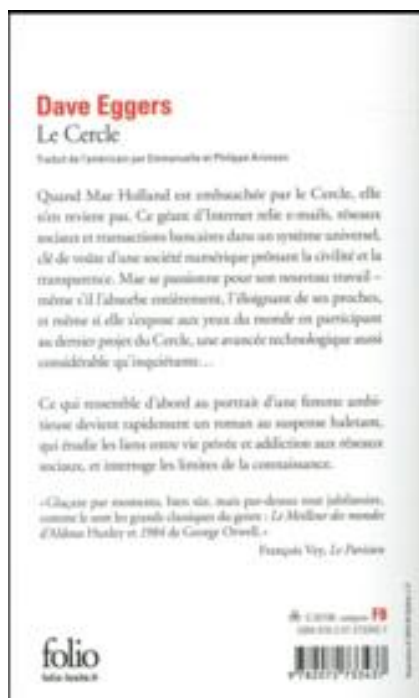 Dave Eggers
Le Cercle
Traduit de l'américain par Emmanuelle et Philippe Aronson
Quand Mae Holland est embauchée par le Cercle, elle
n'en revient pas. Ce géant d'Internet relie e-mails, réseaux
sociaux et transactions bancaires dans un système universel,
clé de voûte d'une société numérique prônant la civilité et la
transparence. Mae se passionne pour son nouveau travail –
même s'il l'absorbe entièrement, l'éloignant de ses proches,
et même si elle s'expose aux yeux du monde en participant
au dernier projet du Cercle, une avancée technologique aussi
considérable qu'inquiétante…
Ce qui ressemble d'abord au portrait d'une femme ambi-
tieuse devient rapidement un roman au suspense haletant,
qui étudie les liens entre vie privée et addiction aux réseaux
sociaux, et interroge les limites de la connaissance.
«Glaçant par moments, bien sûr, mais par-dessus tout jubilatoire,
comme le sont les grands classiques du genre : Le Meilleur des mondes
d'Aldous Huxley et 1984 de George Orwell.»
François Vey, Le Parisien
folio
folio-lesite.fr
catégorie F9